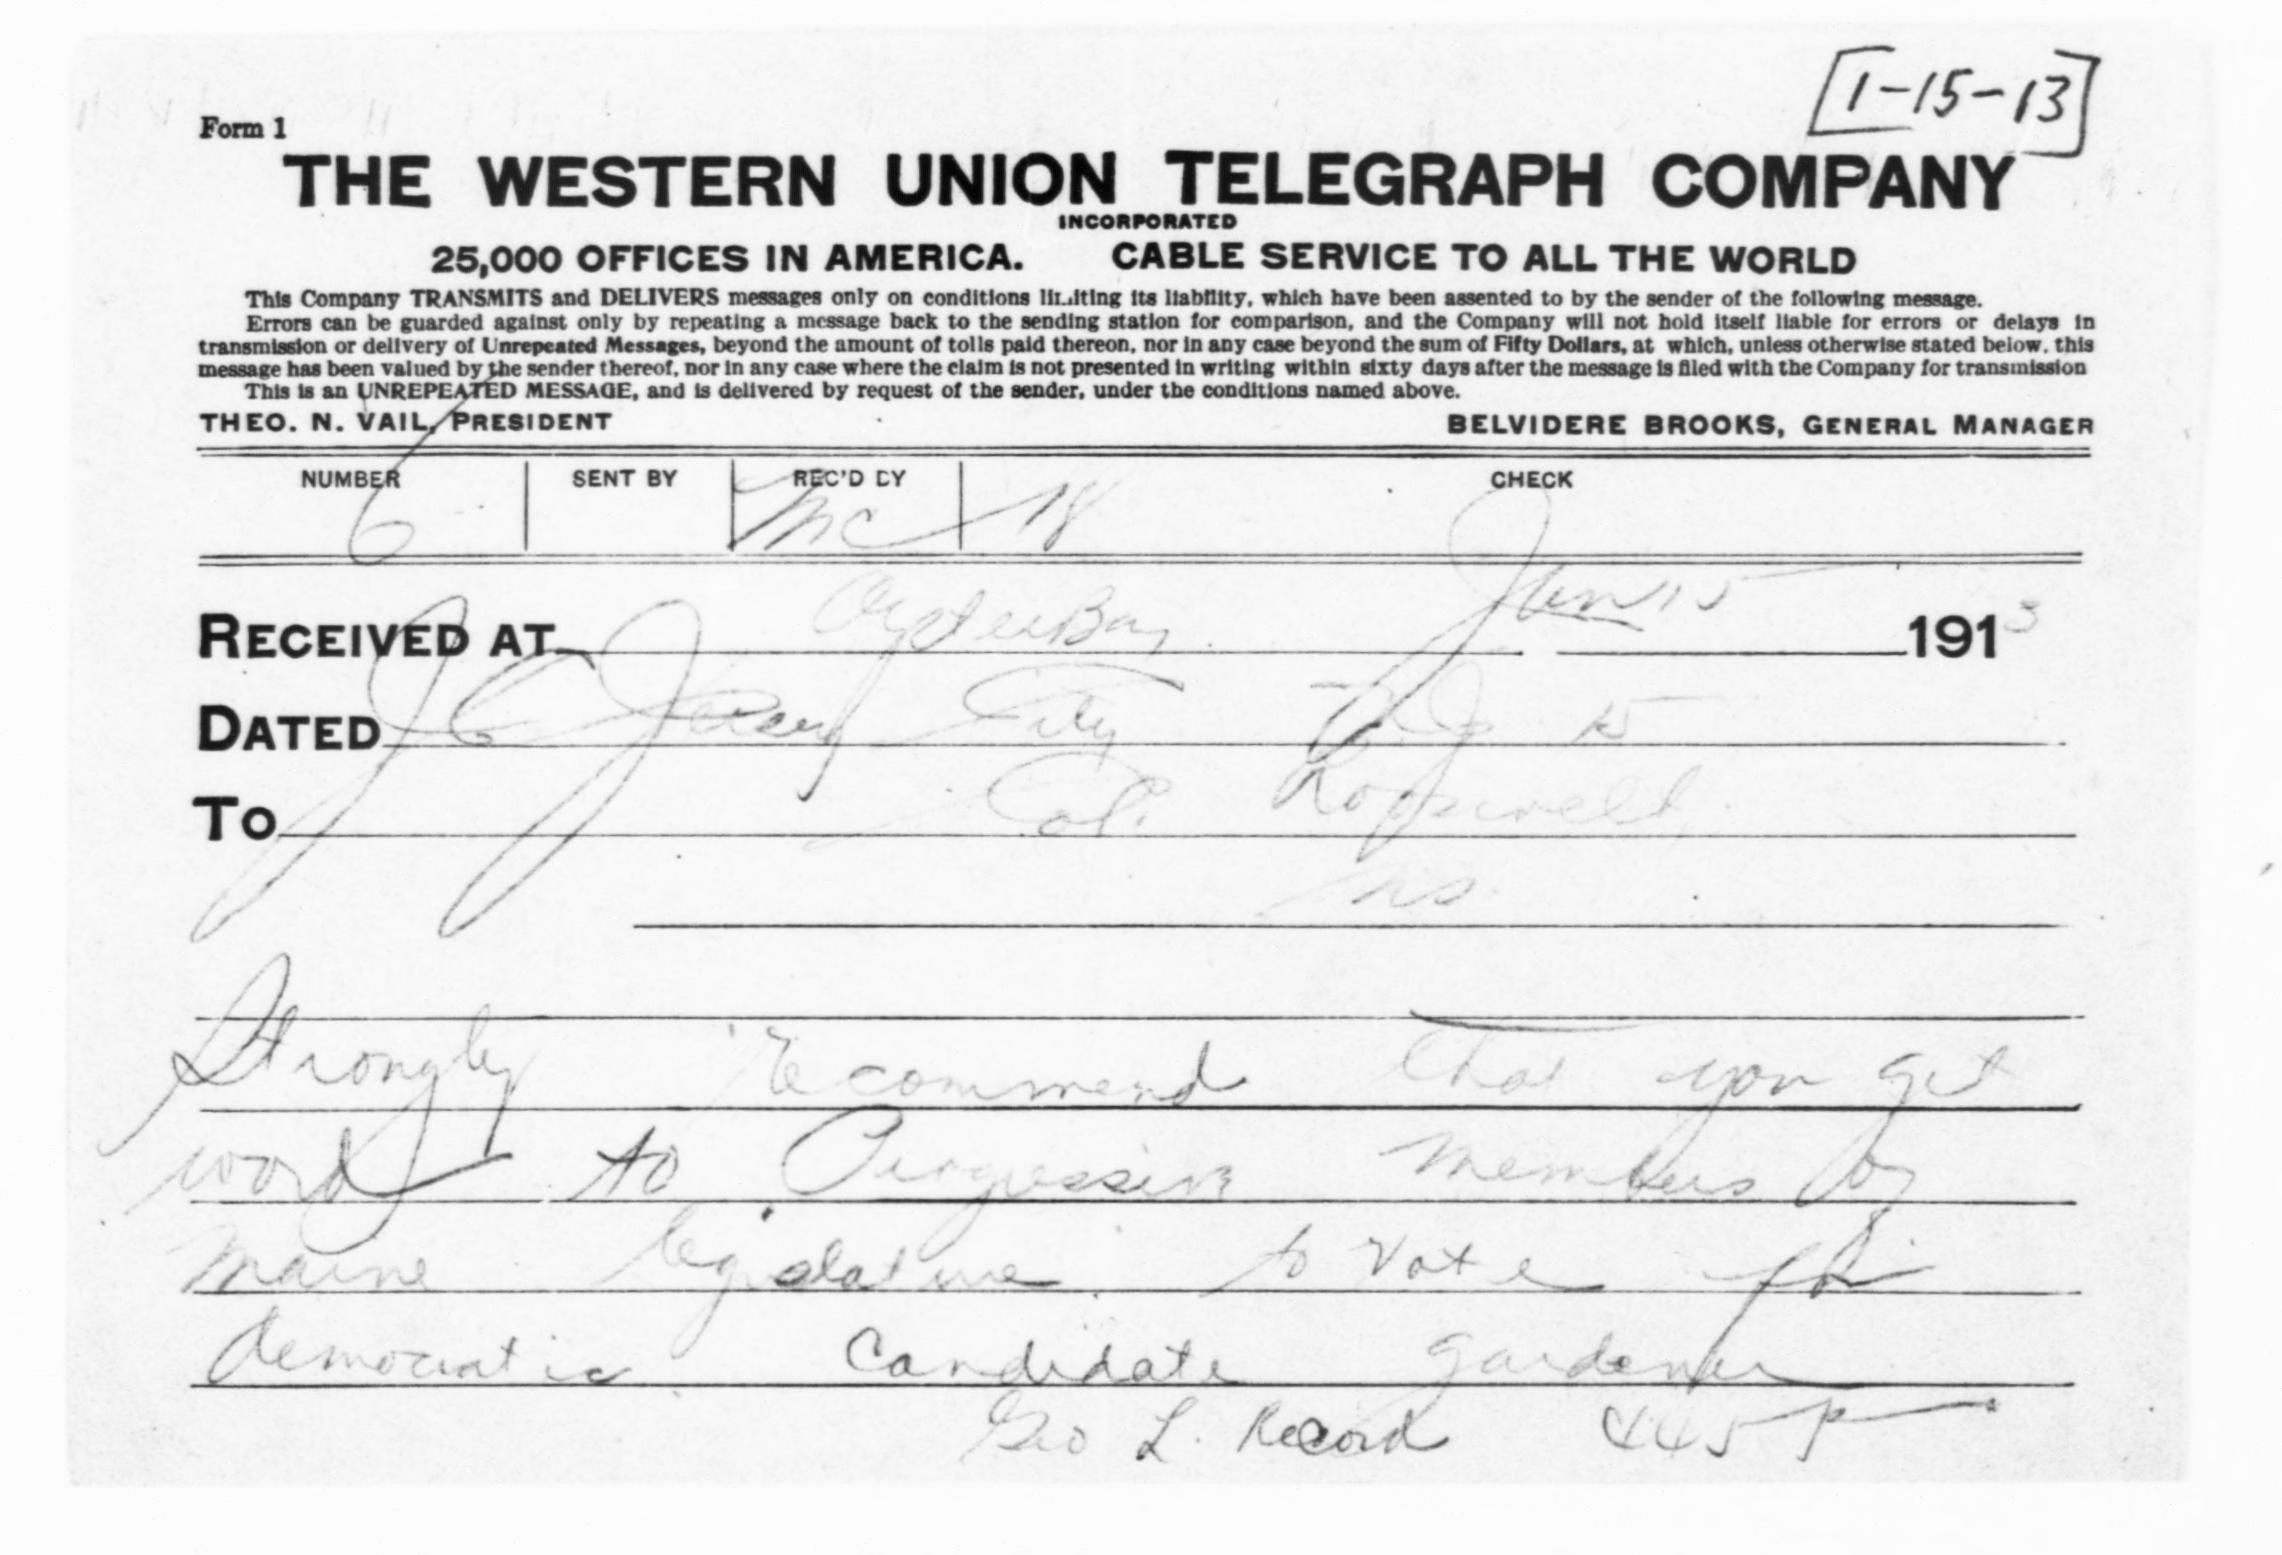 [1-15-13]
Form 1
THE WESTERN UNION TELEGRAPH COMPANY
INCORPORATED
25,000 OFFICES IN AMERICA. CABLE SERVICE TO ALL THE WORLD
This Company TRANSMITS and DELIVERS messages only on conditions limiting its liability, which have been assented to by the sender of the following message.
Errors can be guarded against only by repeating a message back to the sending station for comparison, and the Company will not hold itself liable for errors or delays in
transmission or delivery of Unrepeated Messages, beyond the amount of tolls paid thereon, nor in any case beyond the sum of Fifty Dollars, at which, unless otherwise stated below, this
message has been valued by the sender thereof, nor in any case where the claim is not presented in writing within sixty days after the message is filed with the Company for transmission
This is an UNREPEATED MESSAGE, and is delivered by request of the sender, under the conditions named above.
THEO. N. VAIL, PRESIDENT BELVIDERE BROOKS, GENERAL MANAGER
NUMBER SENT BY REC'D BY CHECK
6 Mc 18
RECEIVED AT Oyster Bay Jan 15 1913
DATED Jersey City N.J. 15
TO Col. Roosevelt
Strongly recommend that you get
word to Progressive members of
Maine legislature to vote for
democratic candidate Gardener
Geo L. Record 445 P